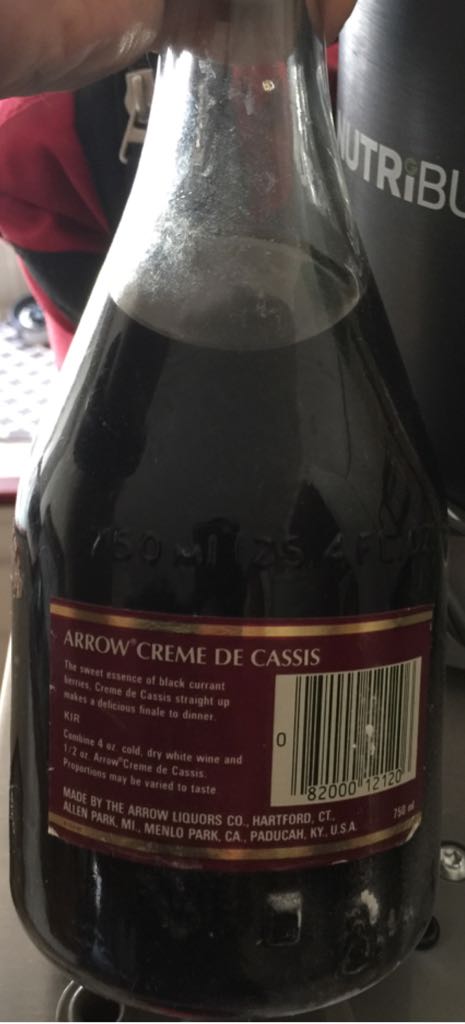 NUTRiBU
750 ml 25.4 FL. OZ
ARROW® CREME DE CASSIS
The sweet essence of black currant
berries, Creme de Cassis straight up
makes a delicious finale to dinner.
KIR
Combine 4 oz. cold, dry white wine and
1/2 oz. Arrow® Creme de Cassis.
Proportions may be varied to taste
0 82000 12120
MADE BY THE ARROW LIQUORS CO., HARTFORD, CT.,
ALLEN PARK, MI., MENLO PARK, CA., PADUCAH, KY., U.S.A.
750 ml